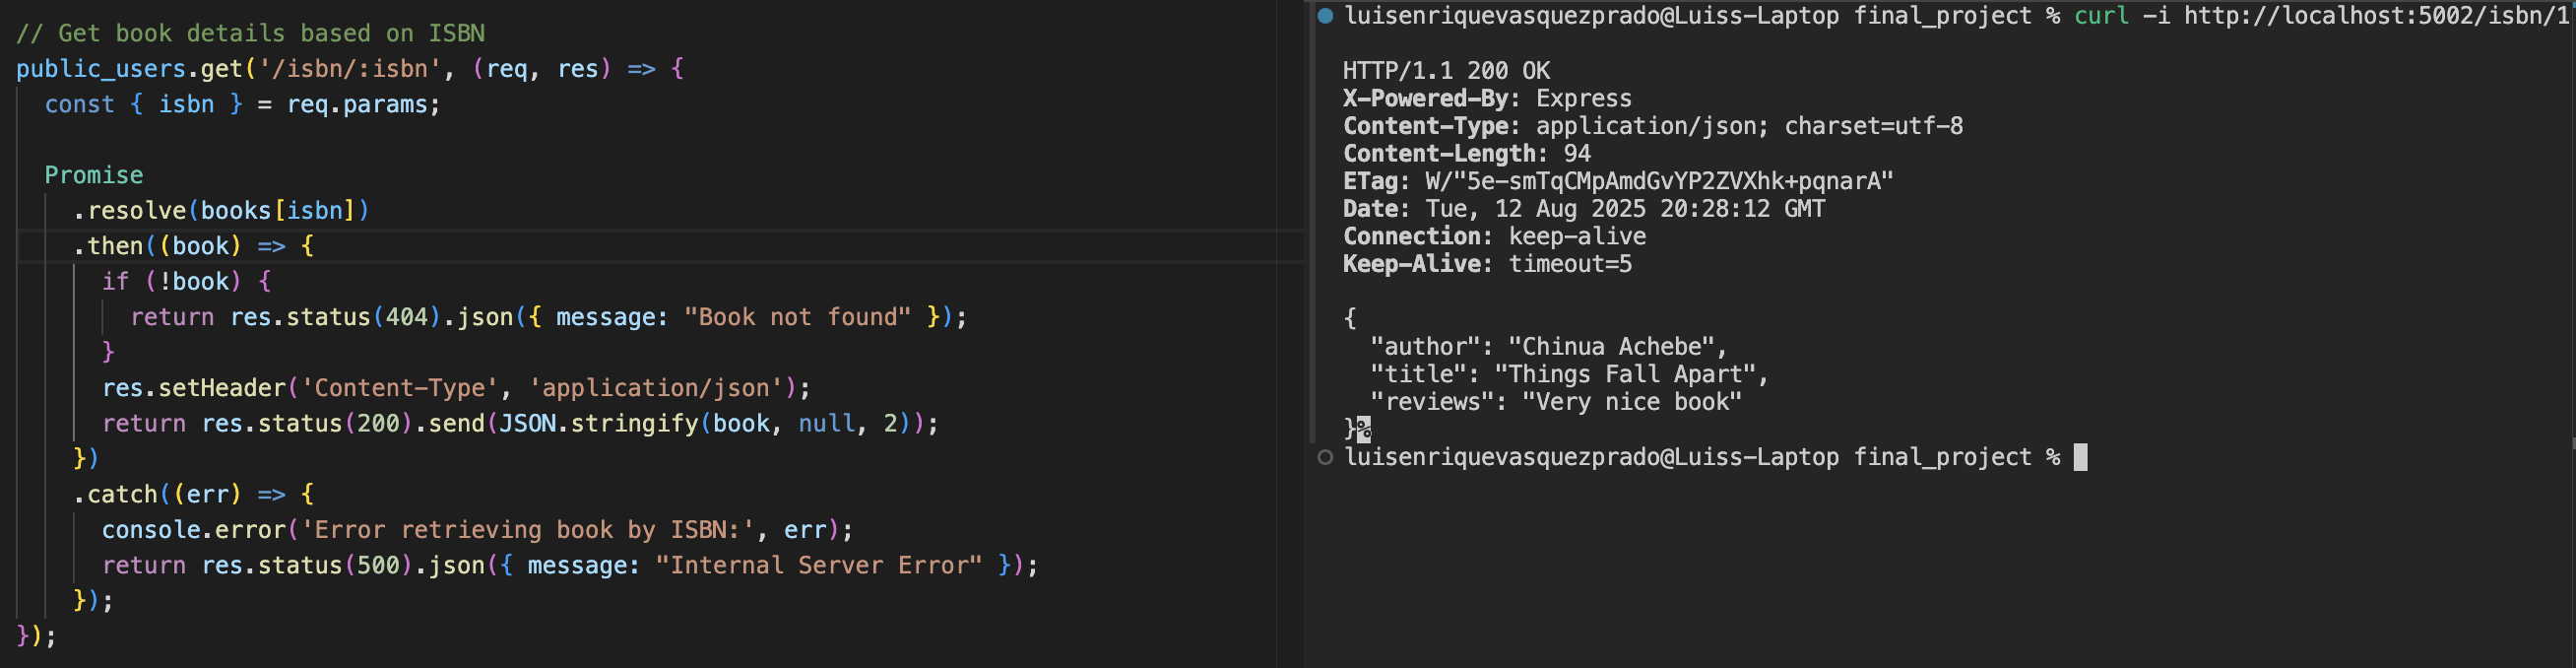 // Get book details based on ISBN
public_users.get('/isbn/:isbn', (req, res) => {
  const { isbn } = req.params;

  Promise
    .resolve(books[isbn])
    .then((book) => {
      if (!book) {
        return res.status(404).json({ message: "Book not found" });
      }
      res.setHeader('Content-Type', 'application/json');
      return res.status(200).send(JSON.stringify(book, null, 2));
    })
    .catch((err) => {
      console.error('Error retrieving book by ISBN:', err);
      return res.status(500).json({ message: "Internal Server Error" });
    });
});
luisenriquevasquezprado@Luiss-Laptop final_project % curl -i http://localhost:5002/isbn/1

HTTP/1.1 200 OK
X-Powered-By: Express
Content-Type: application/json; charset=utf-8
Content-Length: 94
ETag: W/"5e-smTqCMpAmdGvYP2ZVXhk+pqnarA"
Date: Tue, 12 Aug 2025 20:28:12 GMT
Connection: keep-alive
Keep-Alive: timeout=5

{
  "author": "Chinua Achebe",
  "title": "Things Fall Apart",
  "reviews": "Very nice book"
}%
luisenriquevasquezprado@Luiss-Laptop final_project %